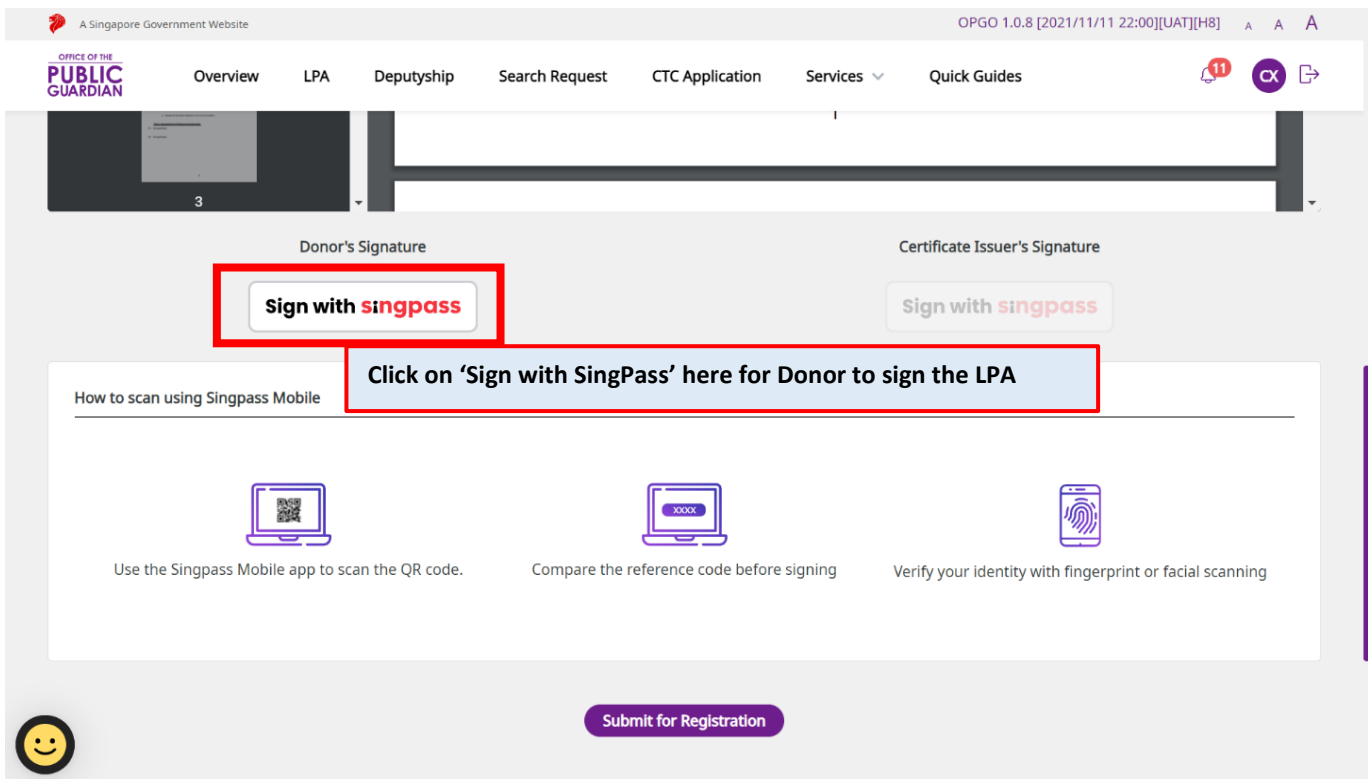 A Singapore Government Website
OPGO 1.0.8 [2021/11/11 22:00][UAT][H8] A A A
OFFICE OF THE
PUBLIC
GUARDIAN
Overview LPA Deputyship Search Request CTC Application Services Quick Guides
11
CX
3
Donor's Signature
Certificate Issuer's Signature
Sign with singpass
Sign with singpass
Click on ‘Sign with SingPass’ here for Donor to sign the LPA
How to scan using Singpass Mobile
XXXX
Use the Singpass Mobile app to scan the QR code.
Compare the reference code before signing
Verify your identity with fingerprint or facial scanning
Submit for Registration